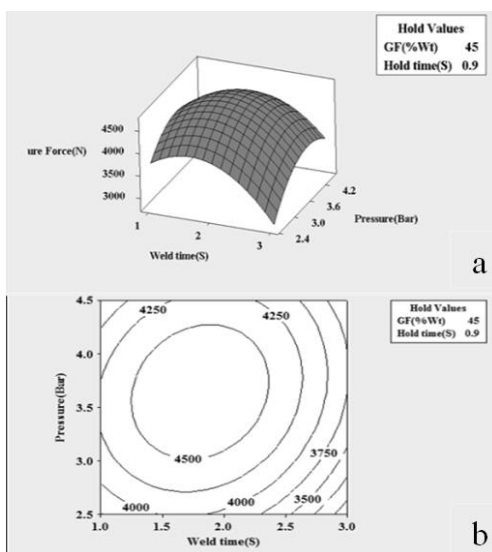 Hold Values
GF(%Wt) 45
Hold time(S) 0.9
4500
4000
3500
3000
ure Force(N)
4.2
3.6
3.0
2.4
Pressure(Bar)
1 2 3
Weld time(S)
a
Hold Values
GF(%Wt) 45
Hold time(S) 0.9
4.5
4.0
3.5
3.0
2.5
Pressure(Bar)
4250 4250
4500
3750
3500
4000 4000
1.0 1.5 2.0 2.5 3.0
Weld time(S)
b